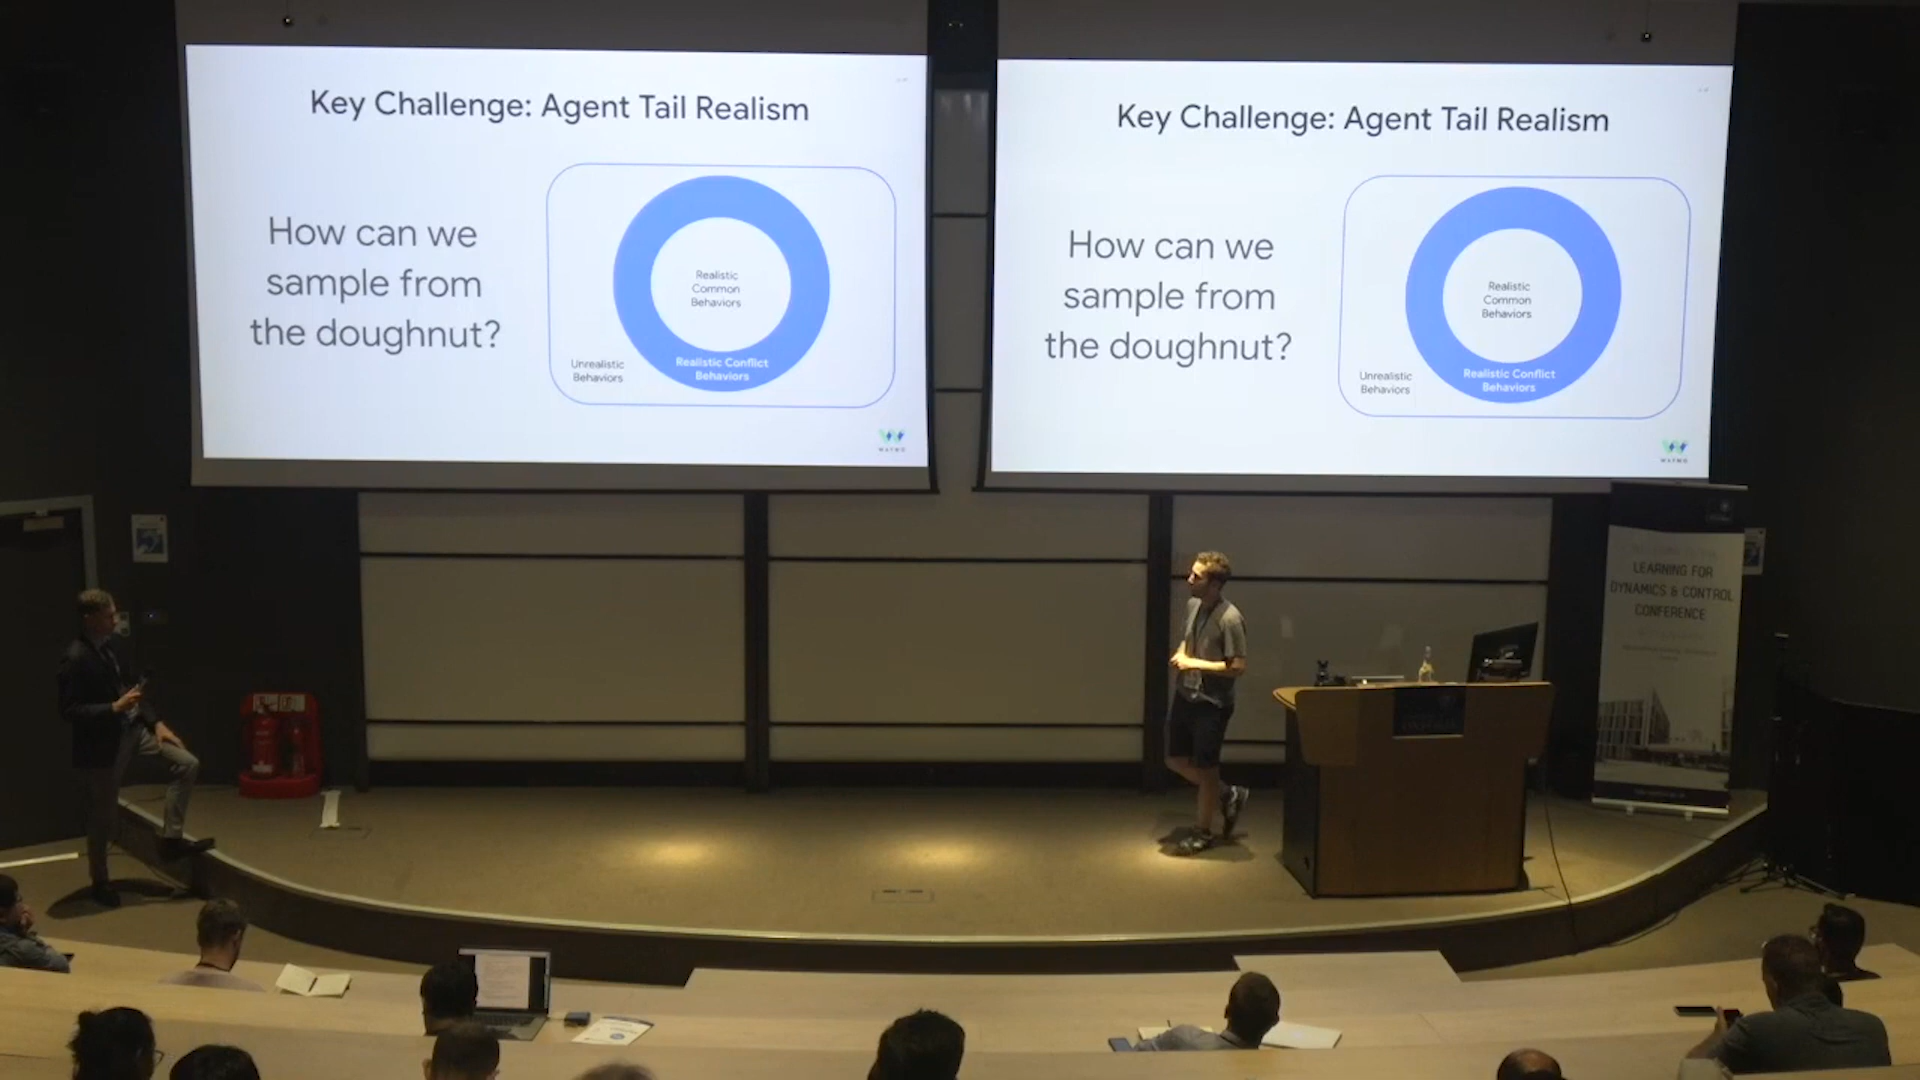 Key Challenge: Agent Tail Realism
How can we
sample from
the doughnut?
Realistic
Common
Behaviors
Unrealistic
Behaviors
Realistic Conflict
Behaviors
WAYMO
Key Challenge: Agent Tail Realism
How can we
sample from
the doughnut?
Realistic
Common
Behaviors
Unrealistic
Behaviors
Realistic Conflict
Behaviors
WAYMO
LEARNING FOR
DYNAMICS & CONTROL
CONFERENCE